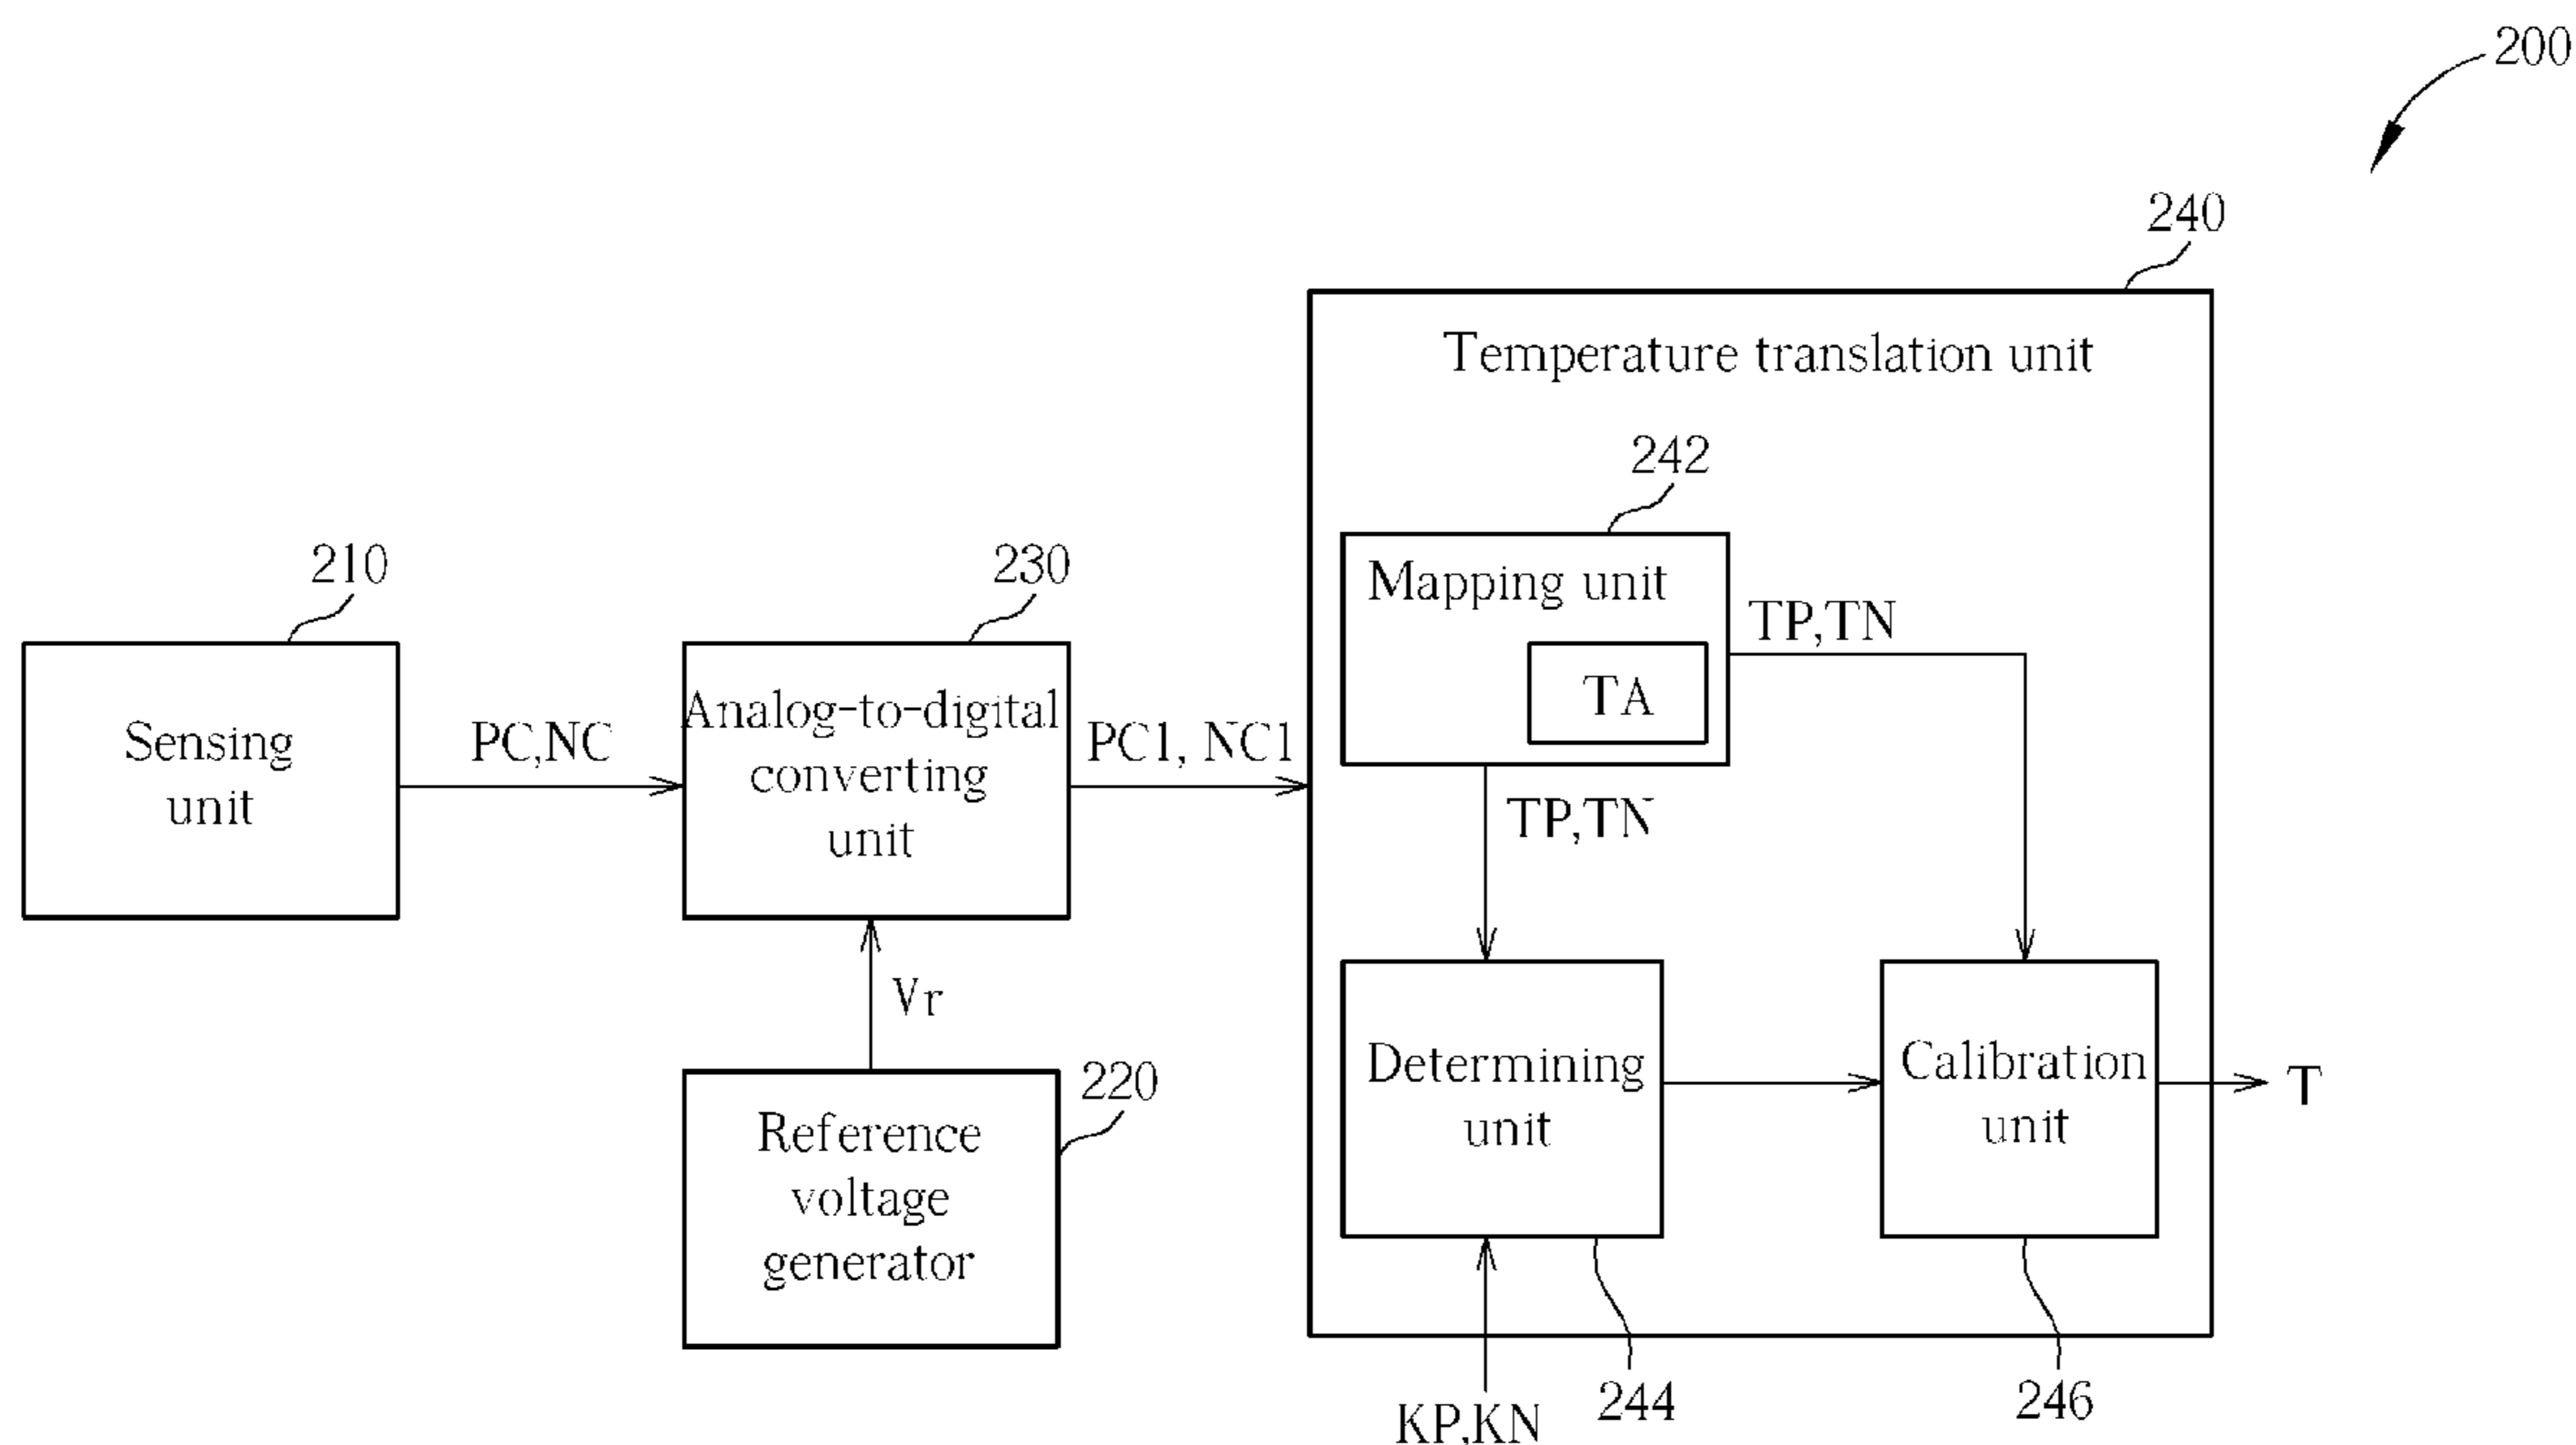 200
240
Temperature translation unit
242
Mapping unit
TA
TP,TN
TP,TN
210
Sensing
unit
PC,NC
230
Analog-to-digital
converting
unit
PC1, NC1
Vr
220
Reference
voltage
generator
Determining
unit
Calibration
unit
T
KP,KN
244
246